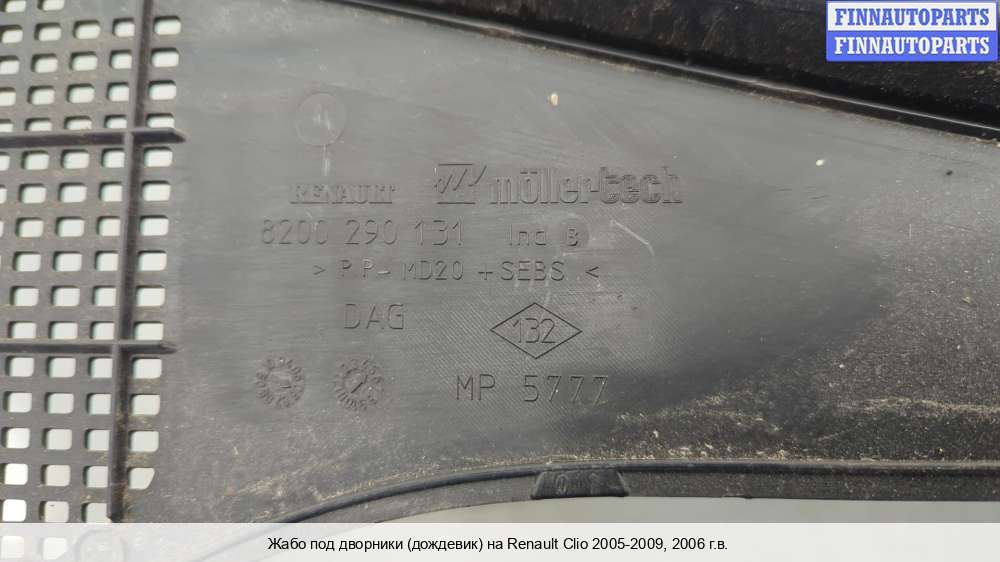 FINNAUTOPARTS
FINNAUTOPARTS
RENAULT möller-tech
8200 290 131 Ind B
> PP- MD20 + SEBS <
DAG 132
MP 5777
Жабо под дворники (дождевик) на Renault Clio 2005-2009, 2006 г.в.